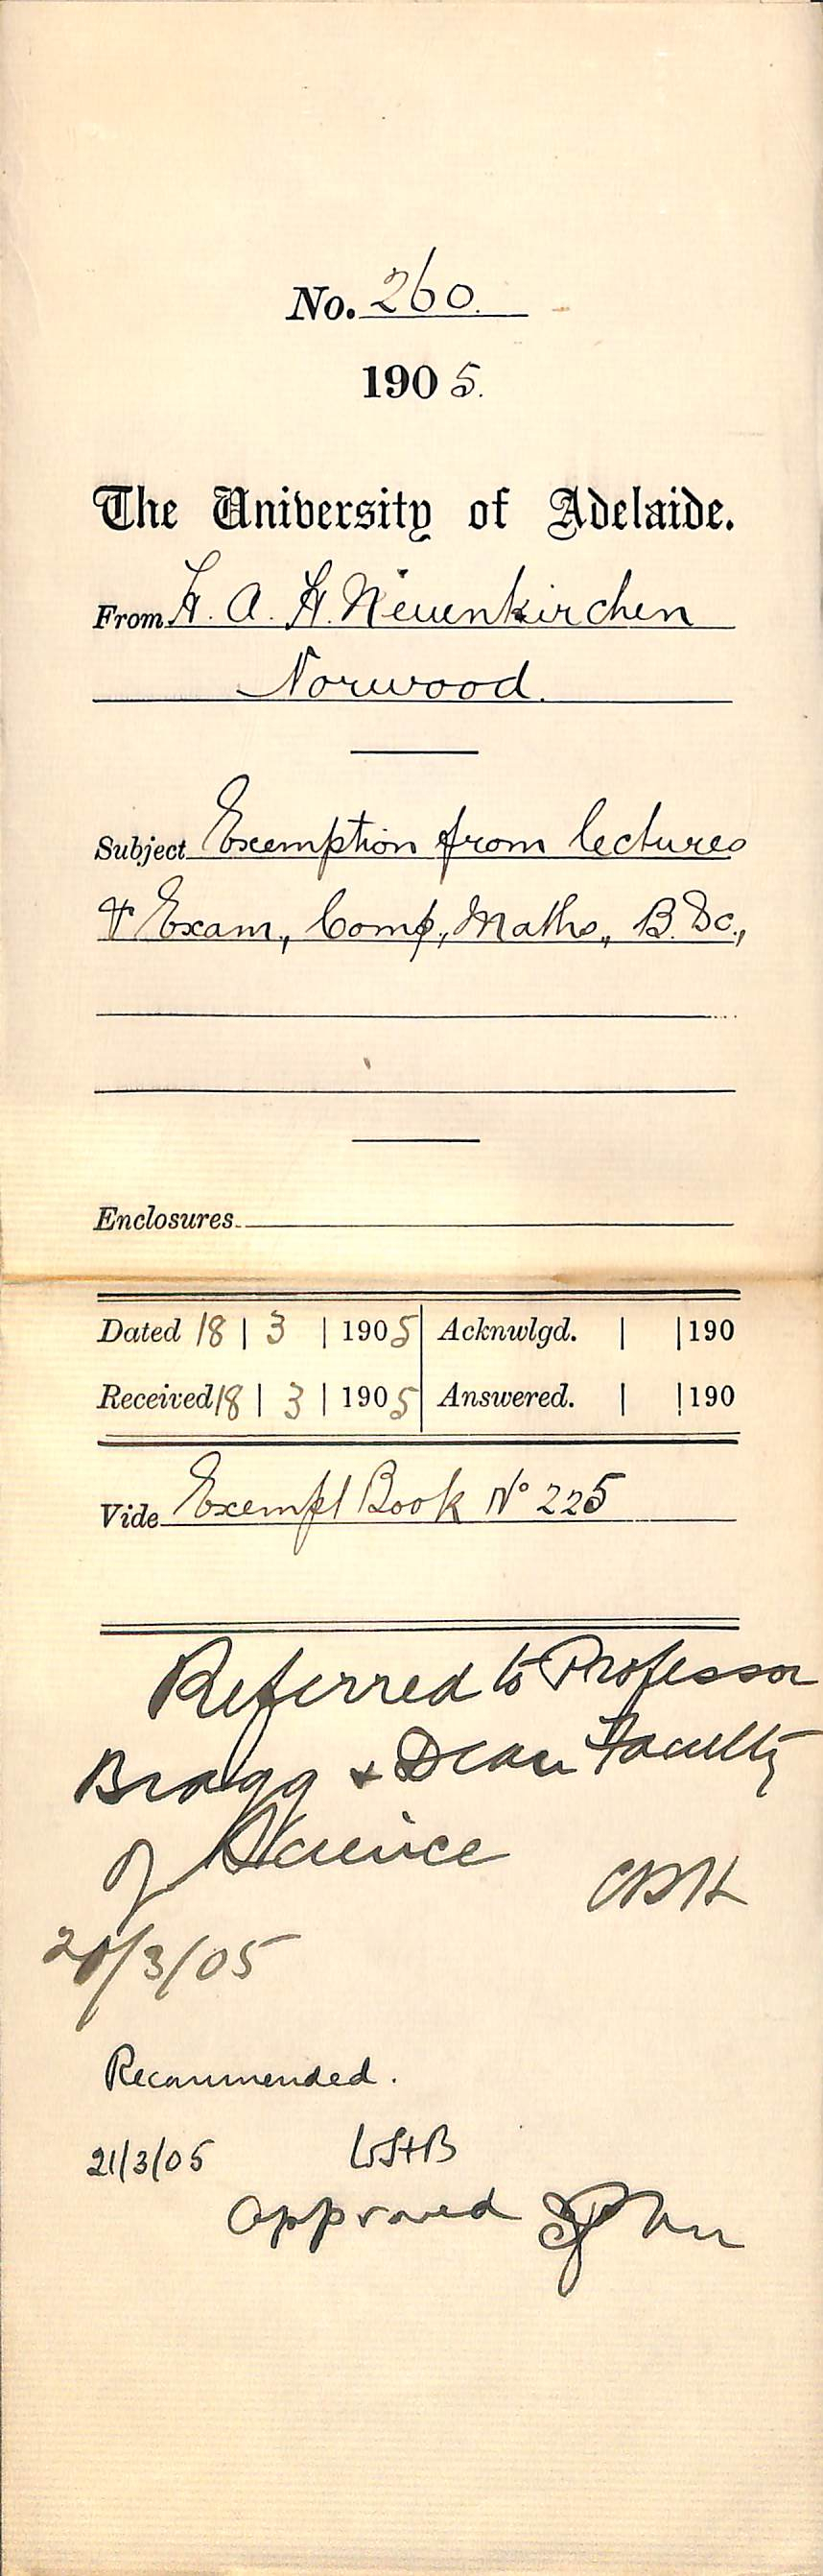 No. 260.
1905.
The University of Adelaide.
From H. A. H. Neuenkirchen
Norwood.
Subject Exemption from lectures
& Exam., Comp., Maths., B.Sc.,
Enclosures
Dated 18 | 3 | 1905 | Acknwlgd. | | 190
Received 18 | 3 | 1905 | Answered. | | 190
Vide Exempt Book No 225
Referred to Professor
Bragg & Dean Faculty
of Science
CRH
20/3/05
Recommended.
21/3/05 WHB
Approved